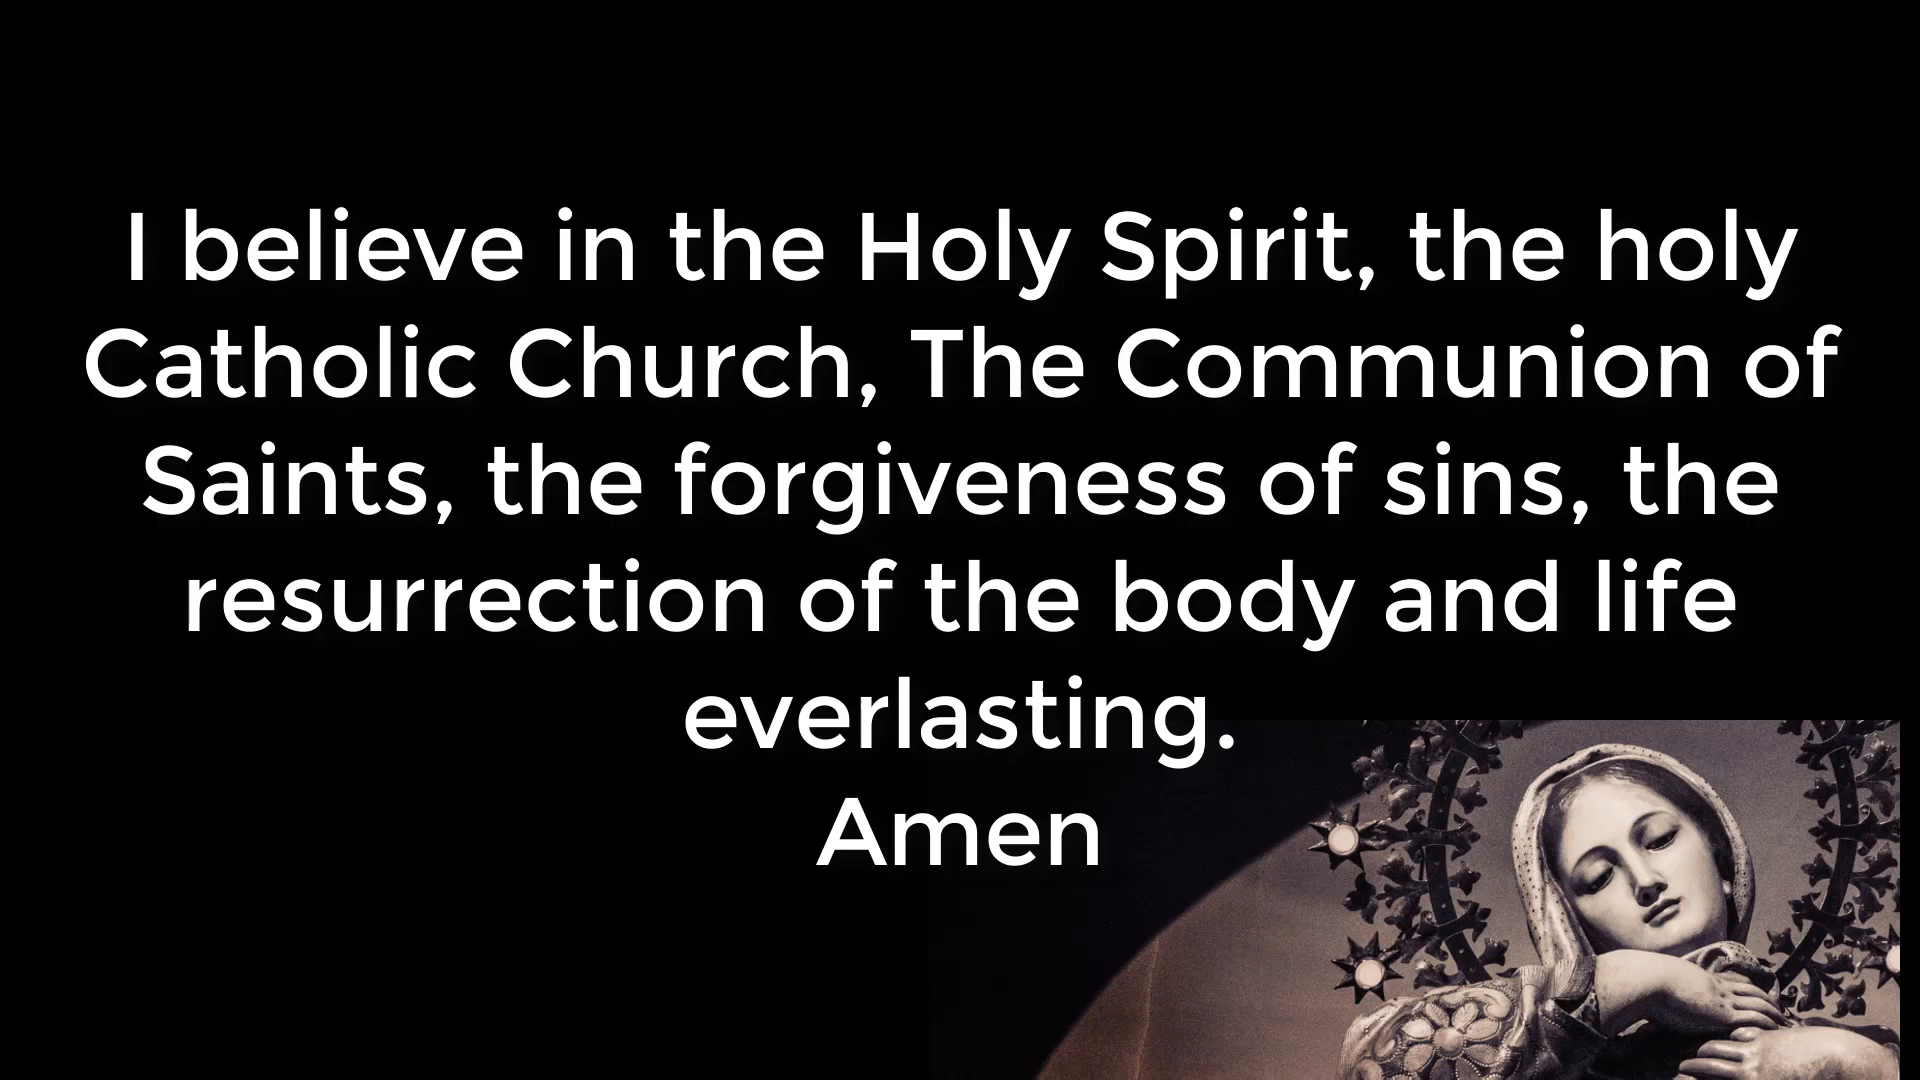 I believe in the Holy Spirit, the holy
Catholic Church, The Communion of
Saints, the forgiveness of sins, the
resurrection of the body and life
everlasting.
Amen